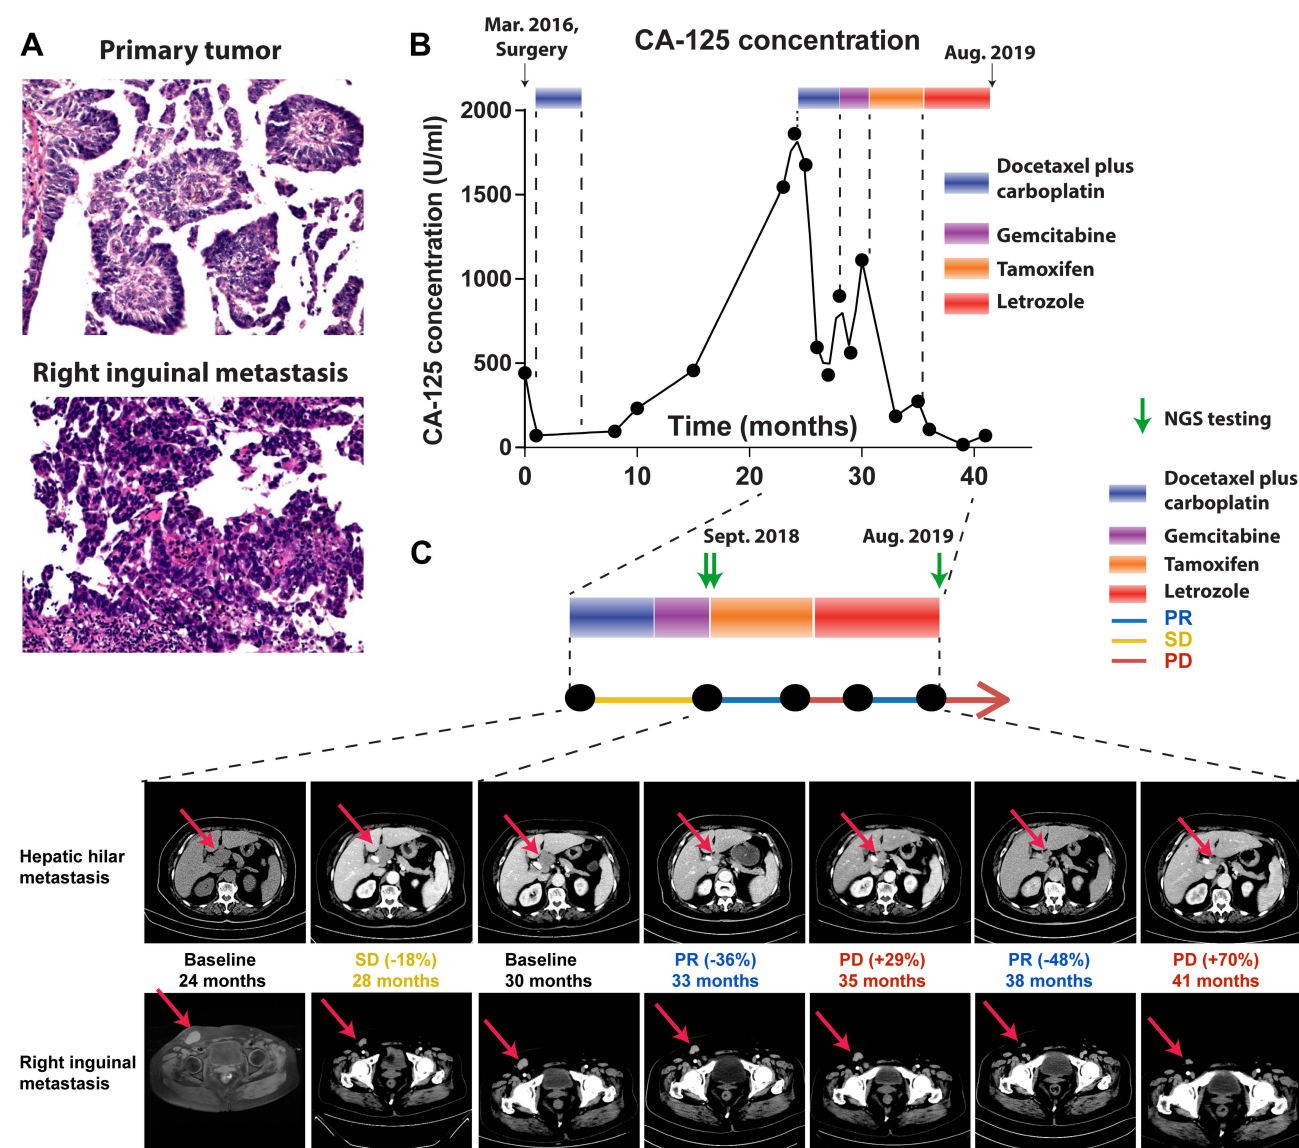 A
Primary tumor
Right inguinal metastasis
B
Mar. 2016,
Surgery
CA-125 concentration
Aug. 2019
CA-125 concentration (U/ml)
2000
1500
1000
500
0
Time (months)
0
10
20
30
40
Docetaxel plus
carboplatin
Gemcitabine
Tamoxifen
Letrozole
NGS testing
Docetaxel plus
carboplatin
Gemcitabine
Tamoxifen
Letrozole
PR
SD
PD
C
Sept. 2018
Aug. 2019
Hepatic hilar
metastasis
Baseline
24 months
SD (-18%)
28 months
Baseline
30 months
PR (-36%)
33 months
PD (+29%)
35 months
PR (-48%)
38 months
PD (+70%)
41 months
Right inguinal
metastasis